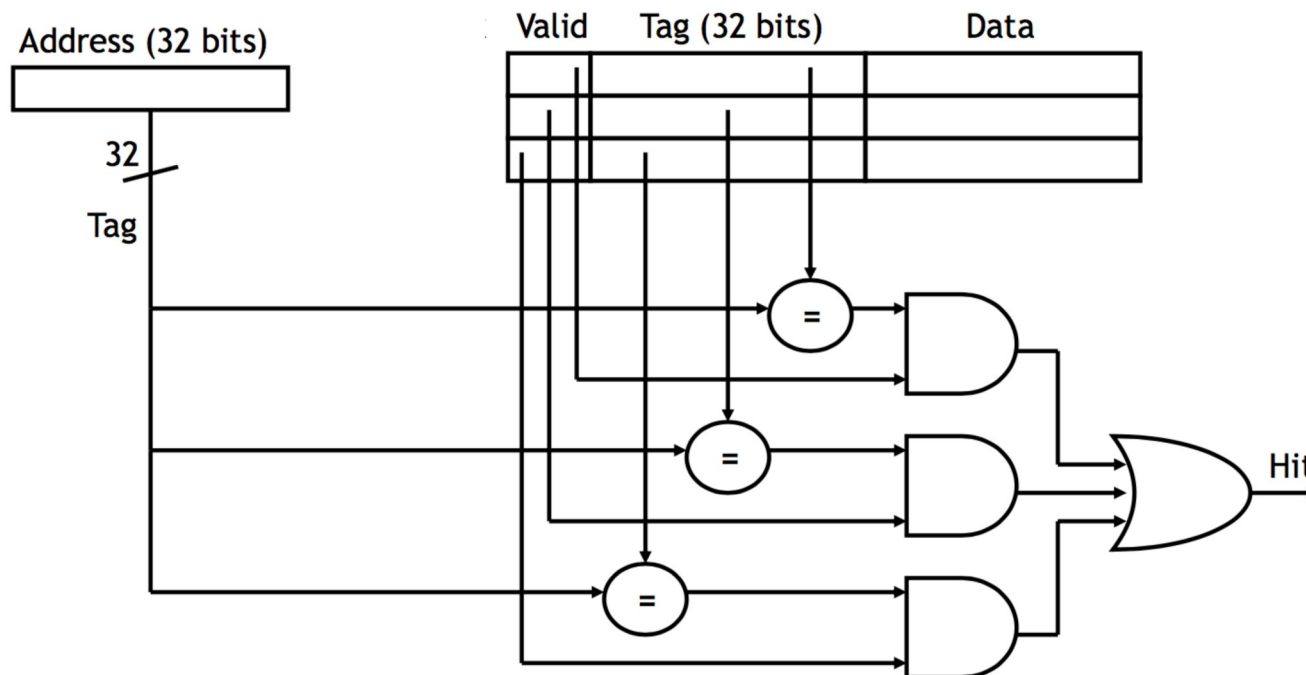 Address (32 bits)
Valid Tag (32 bits) Data
32
Tag
=
=
=
Hit